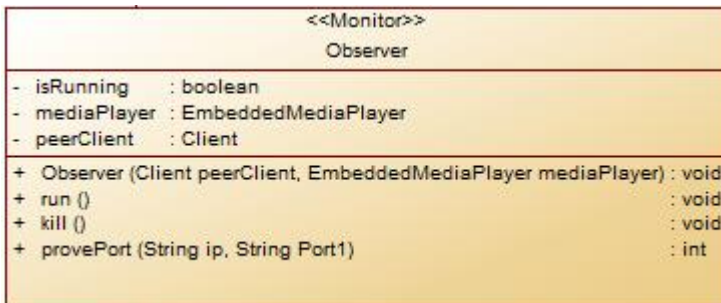 <<Monitor>>
Observer
- isRunning : boolean
- mediaPlayer : EmbeddedMediaPlayer
- peerClient : Client
+ Observer (Client peerClient, EmbeddedMediaPlayer mediaPlayer) : void
+ run () : void
+ kill () : void
+ provePort (String ip, String Port1) : int